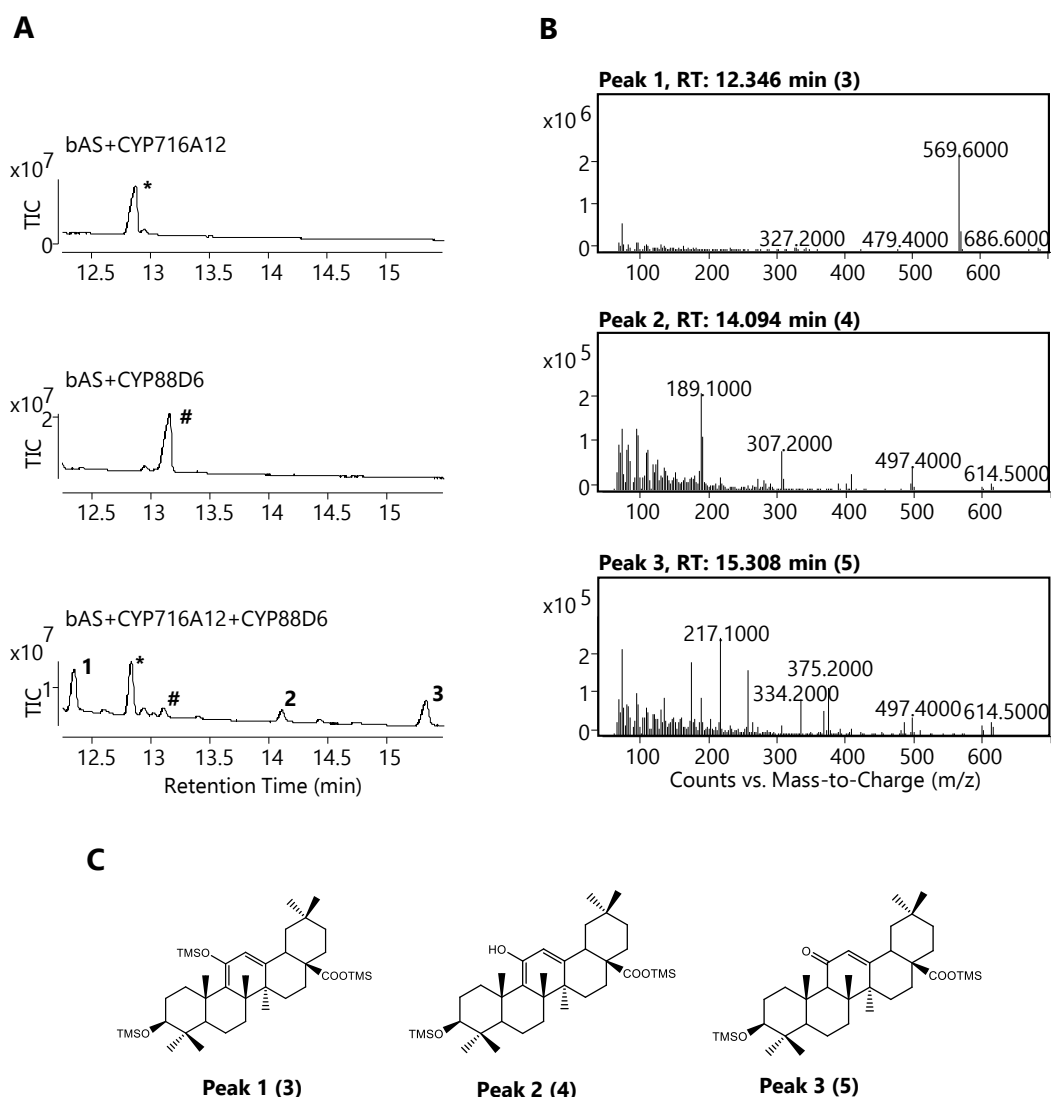 A
bAS+CYP716A12
x10 7
TIC
0
*
12.5 13 13.5 14 14.5 15
bAS+CYP88D6
x10 7
2
TIC
#
12.5 13 13.5 14 14.5 15
bAS+CYP716A12+CYP88D6
x10 7
1
TIC
1 * # 2 3
12.5 13 13.5 14 14.5 15
Retention Time (min)
B
Peak 1, RT: 12.346 min (3)
x10 6
2
1
0
569.6000
327.2000 479.4000 686.6000
100 200 300 400 500 600
Peak 2, RT: 14.094 min (4)
x10 5
2
1
0
189.1000
307.2000
497.4000
614.5000
100 200 300 400 500 600
Peak 3, RT: 15.308 min (5)
x10 5
2
1
0
217.1000
375.2000
334.2000
497.4000 614.5000
100 200 300 400 500 600
Counts vs. Mass-to-Charge (m/z)
C
TMSO
COOTMS
TMSO
Peak 1 (3)
HO
COOTMS
TMSO
Peak 2 (4)
O
COOTMS
TMSO
Peak 3 (5)